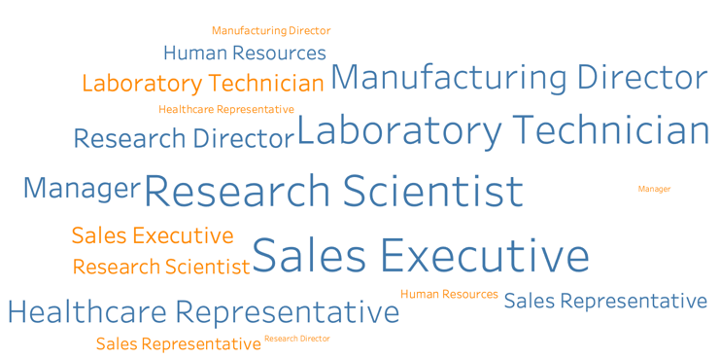 Manufacturing Director
Human Resources
Laboratory Technician
Manufacturing Director
Healthcare Representative
Research Director
Laboratory Technician
Manager
Research Scientist
Manager
Sales Executive
Research Scientist
Sales Executive
Healthcare Representative
Human Resources
Sales Representative
Sales Representative
Research Director